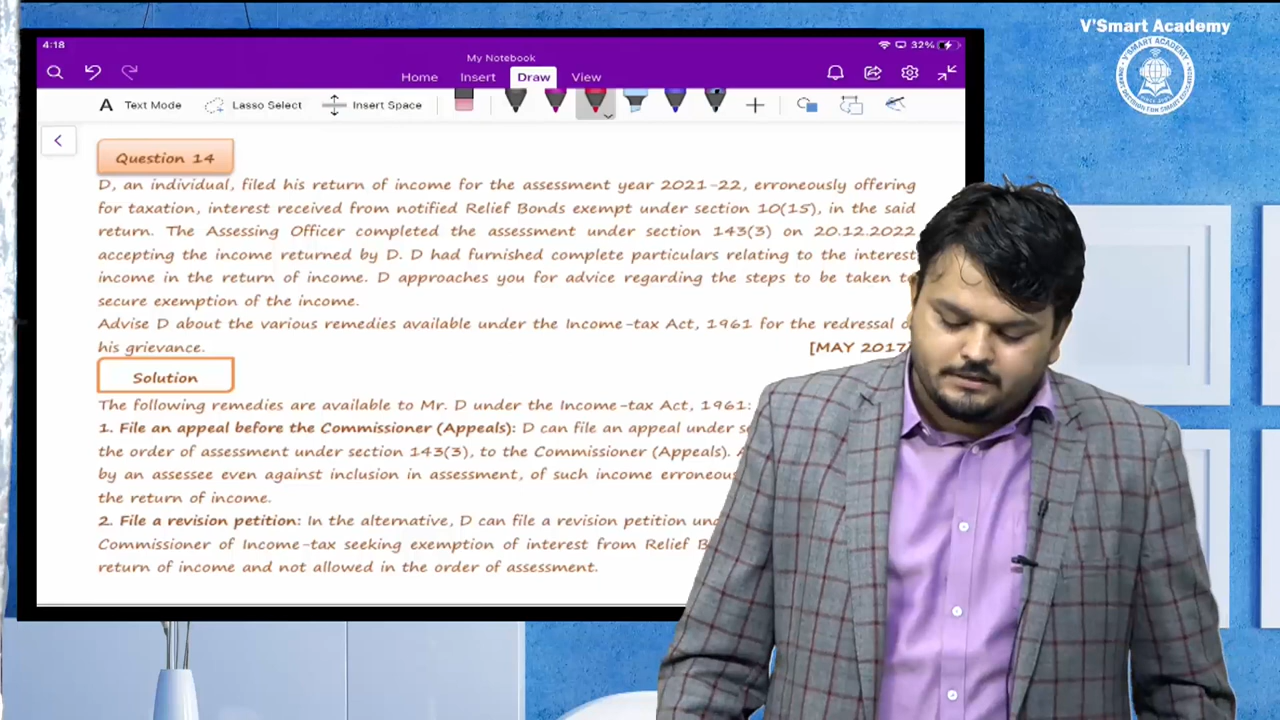 V'Smart Academy
4:18
32%
My Notebook
Home Insert Draw View
A Text Mode Lasso Select Insert Space
Question 14
D, an individual, filed his return of income for the assessment year 2021-22, erroneously offering
for taxation, interest received from notified Relief Bonds exempt under section 10(15), in the said
return. The Assessing Officer completed the assessment under section 143(3) on 20.12.2022
accepting the income returned by D. D had furnished complete particulars relating to the interest
income in the return of income. D approaches you for advice regarding the steps to be taken
secure exemption of the income.
Advise D about the various remedies available under the Income-tax Act, 1961 for the redressal
his grievance. [MAY 2017]
Solution
The following remedies are available to Mr. D under the Income-tax Act, 1961:
1. File an appeal before the Commissioner (Appeals): D can file an appeal under
the order of assessment under section 143(3), to the Commissioner (Appeals).
by an assessee even against inclusion in assessment, of such income
the return of income.
2. File a revision petition: In the alternative, D can file a revision petition
Commissioner of Income-tax seeking exemption of interest from Relief
return of income and not allowed in the order of assessment.